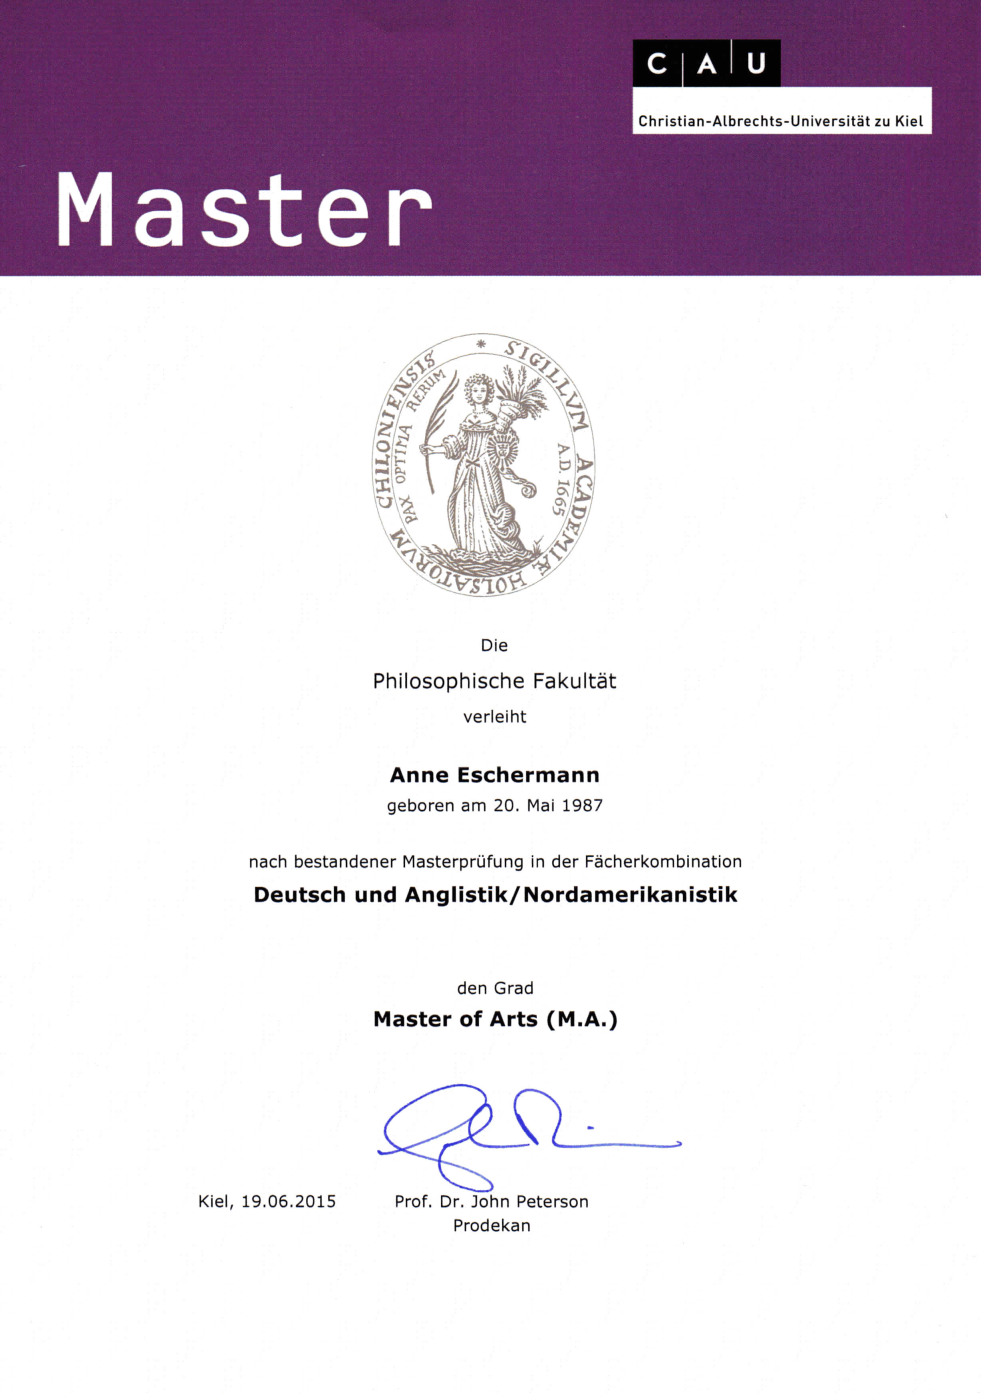 C A U
Christian-Albrechts-Universität zu Kiel
Master
SIGILLVM ACADEMIÆ HOLSATORVM CHILONIENSIS
PAX OPTIMA RERUM
A.D. 1665
Die
Philosophische Fakultät
verleiht
Anne Eschermann
geboren am 20. Mai 1987
nach bestandener Masterprüfung in der Fächerkombination
Deutsch und Anglistik/Nordamerikanistik
den Grad
Master of Arts (M.A.)
Kiel, 19.06.2015
Prof. Dr. John Peterson
Prodekan